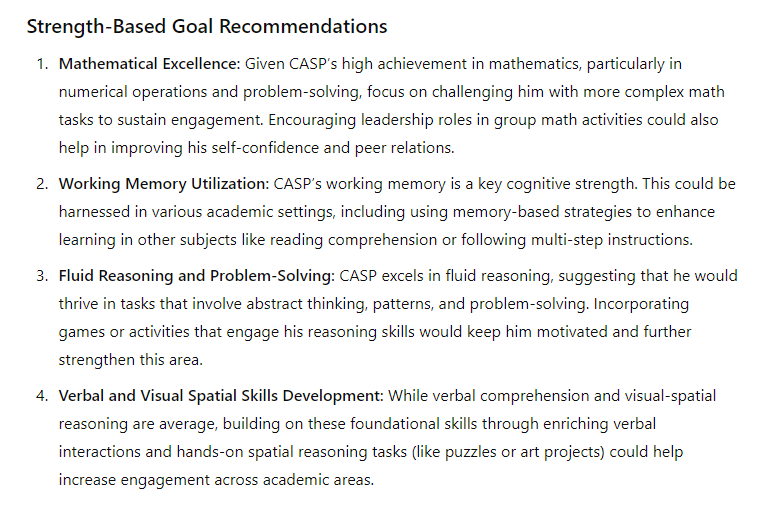 Strength-Based Goal Recommendations
1. Mathematical Excellence: Given CASP's high achievement in mathematics, particularly in
numerical operations and problem-solving, focus on challenging him with more complex math
tasks to sustain engagement. Encouraging leadership roles in group math activities could also
help in improving his self-confidence and peer relations.
2. Working Memory Utilization: CASP's working memory is a key cognitive strength. This could be
harnessed in various academic settings, including using memory-based strategies to enhance
learning in other subjects like reading comprehension or following multi-step instructions.
3. Fluid Reasoning and Problem-Solving: CASP excels in fluid reasoning, suggesting that he would
thrive in tasks that involve abstract thinking, patterns, and problem-solving. Incorporating
games or activities that engage his reasoning skills would keep him motivated and further
strengthen this area.
4. Verbal and Visual Spatial Skills Development: While verbal comprehension and visual-spatial
reasoning are average, building on these foundational skills through enriching verbal
interactions and hands-on spatial reasoning tasks (like puzzles or art projects) could help
increase engagement across academic areas.